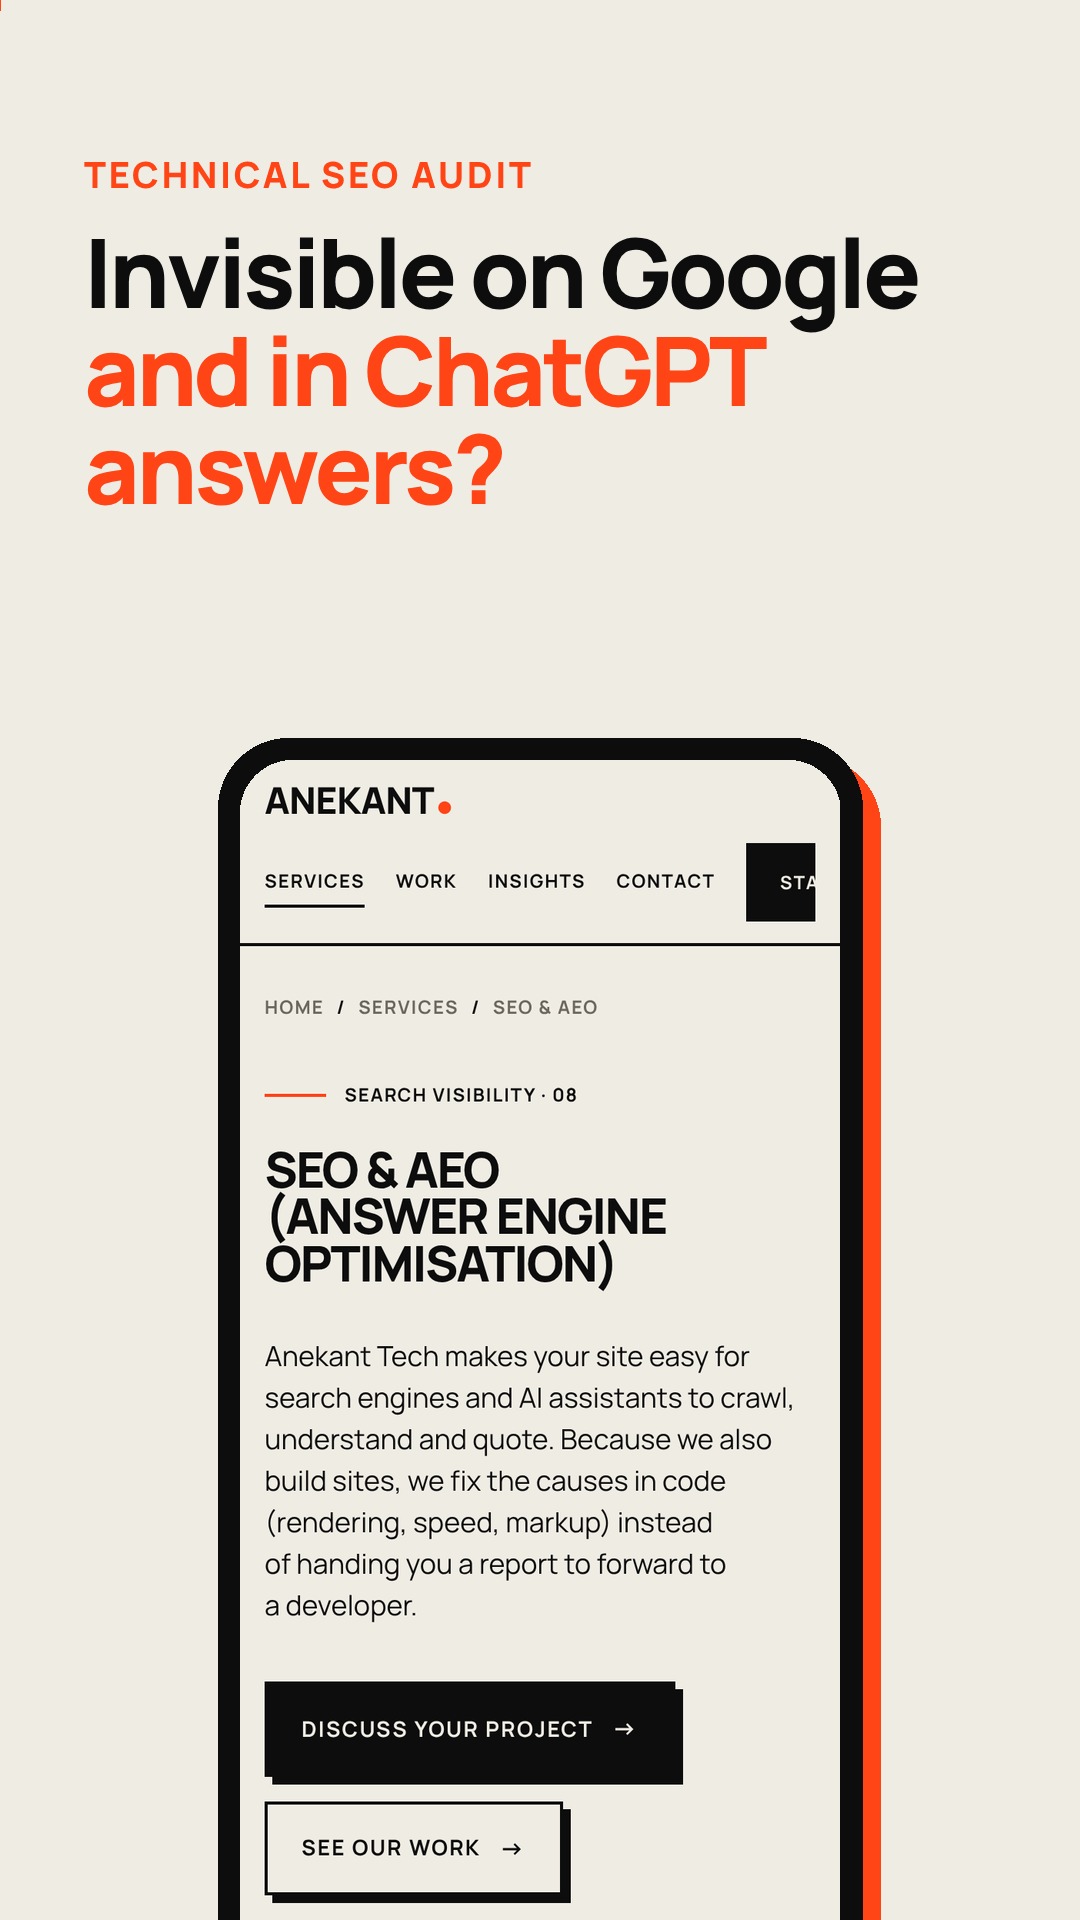 TECHNICAL SEO AUDIT
Invisible on Google
and in ChatGPT
answers?
ANEKANT.
SERVICES WORK INSIGHTS CONTACT STA
HOME / SERVICES / SEO & AEO
SEARCH VISIBILITY · 08
SEO & AEO
(ANSWER ENGINE
OPTIMISATION)
Anekant Tech makes your site easy for
search engines and AI assistants to crawl,
understand and quote. Because we also
build sites, we fix the causes in code
(rendering, speed, markup) instead
of handing you a report to forward to
a developer.
DISCUSS YOUR PROJECT →
SEE OUR WORK →